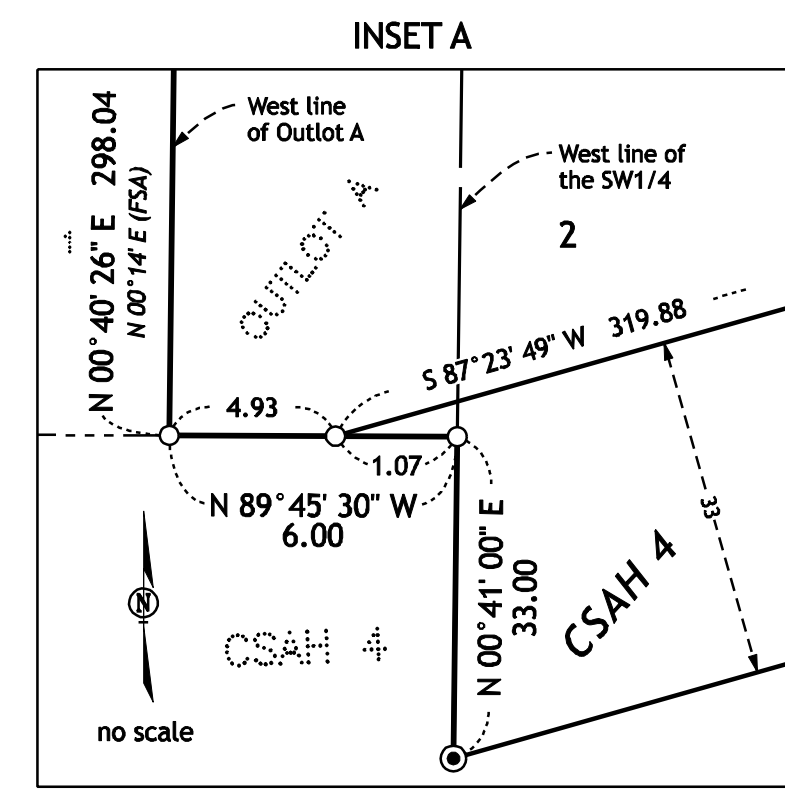 INSET A
West line
of Outlot A
West line of
the SW1/4
N 00°40'26" E 298.04
N 00°14' E (FSA)
OUTLOT A
2
S 87°23'49" W 319.88
4.93
1.07
N 89°45'30" W
6.00
33
N 00°41'00" E
33.00
CSAH 4
N
CSAH 4
no scale